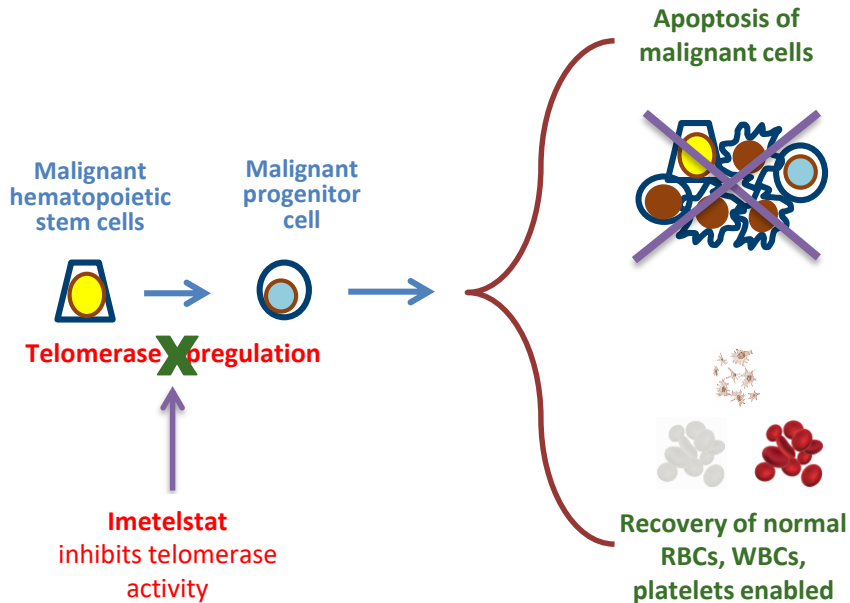 Apoptosis of
malignant cells
Malignant
hematopoietic
stem cells
Malignant
progenitor
cell
Telomerase upregulation
X
Imetelstat
inhibits telomerase
activity
Recovery of normal
RBCs, WBCs,
platelets enabled